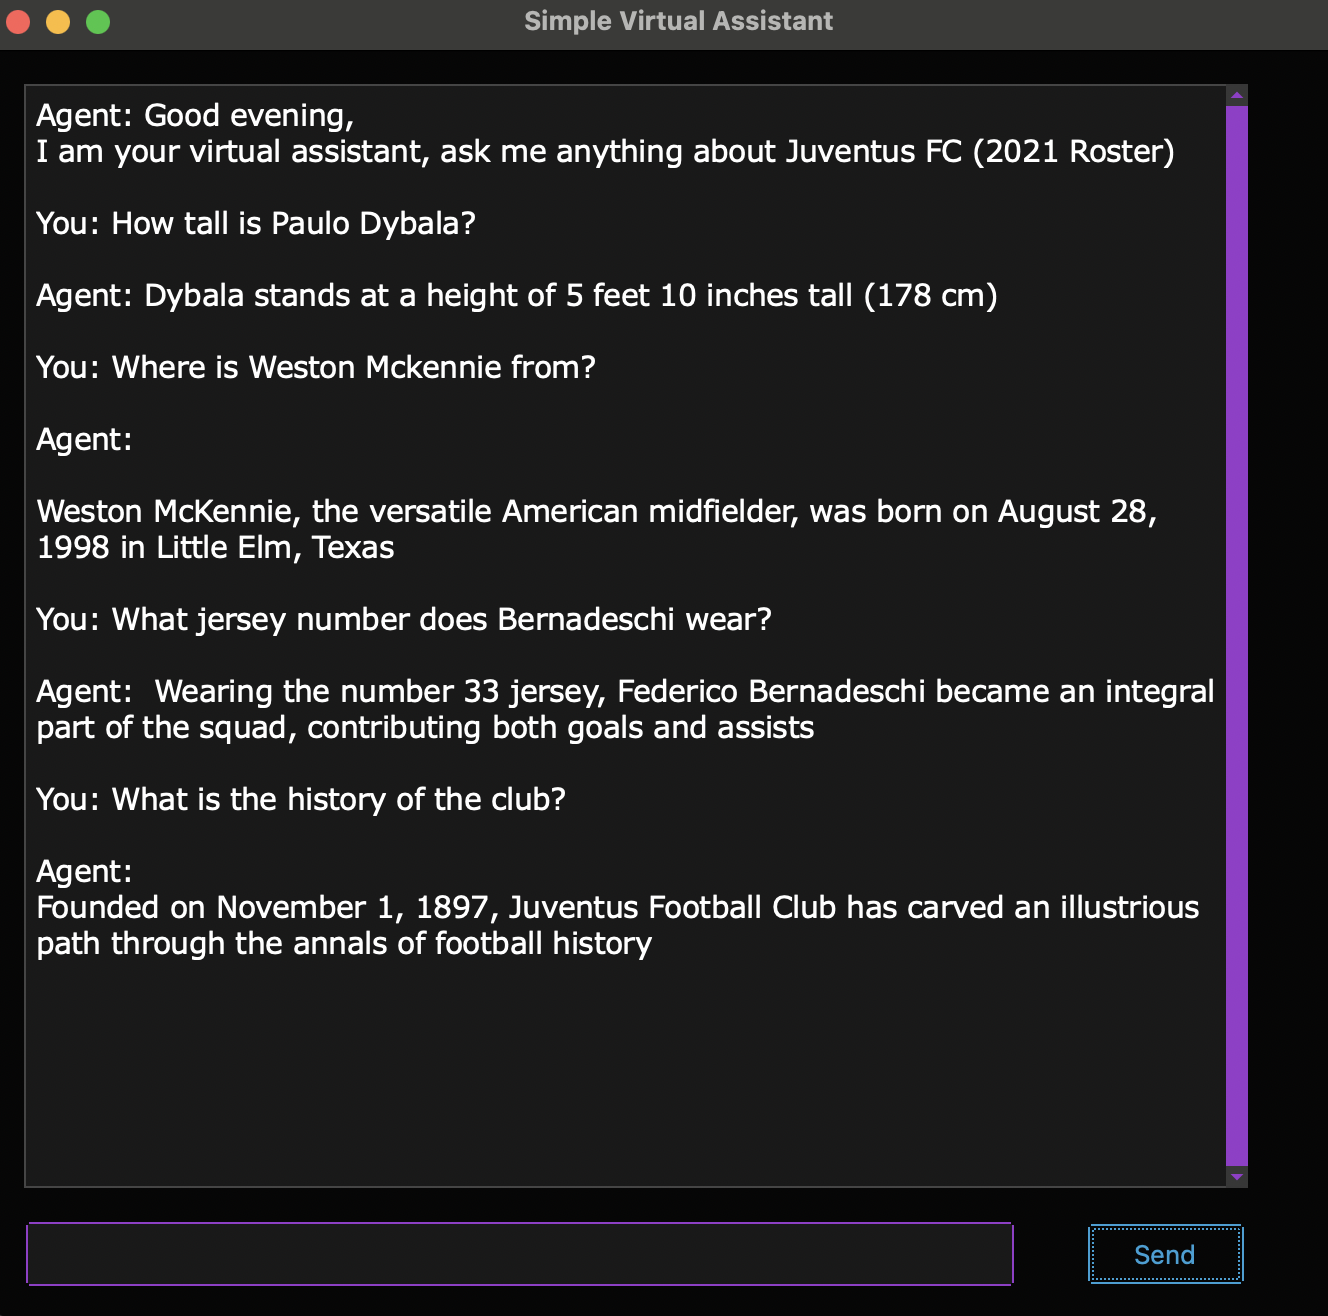 Simple Virtual Assistant
Agent: Good evening,
I am your virtual assistant, ask me anything about Juventus FC (2021 Roster)
You: How tall is Paulo Dybala?
Agent: Dybala stands at a height of 5 feet 10 inches tall (178 cm)
You: Where is Weston Mckennie from?
Agent:
Weston McKennie, the versatile American midfielder, was born on August 28,
1998 in Little Elm, Texas
You: What jersey number does Bernadeschi wear?
Agent:  Wearing the number 33 jersey, Federico Bernadeschi became an integral
part of the squad, contributing both goals and assists
You: What is the history of the club?
Agent:
Founded on November 1, 1897, Juventus Football Club has carved an illustrious
path through the annals of football history
Send